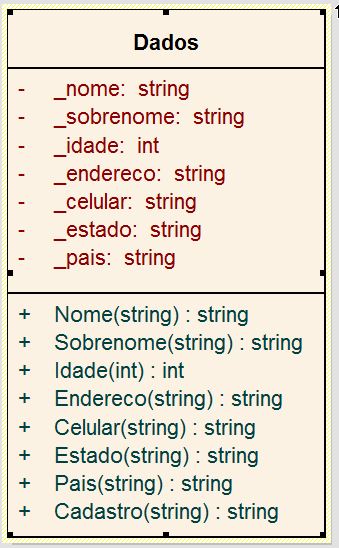 Dados
- _nome: string
- _sobrenome: string
- _idade: int
- _endereco: string
- _celular: string
- _estado: string
- _pais: string
+ Nome(string) : string
+ Sobrenome(string) : string
+ Idade(int) : int
+ Endereco(string) : string
+ Celular(string) : string
+ Estado(string) : string
+ Pais(string) : string
+ Cadastro(string) : string